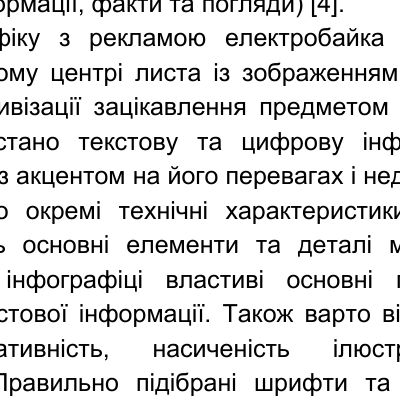 ормації, факти та погляди) [4].
фіку з рекламою електробайка
ому центрі листа із зображенням
ивізації зацікавлення предметом
стано текстову та цифрову інф
з акцентом на його перевагах і нед
о окремі технічні характеристики
ь основні елементи та деталі м
інфографіці властиві основні
стової інформації. Також варто ві
ативність, насиченість ілюст
Правильно підібрані шрифти та